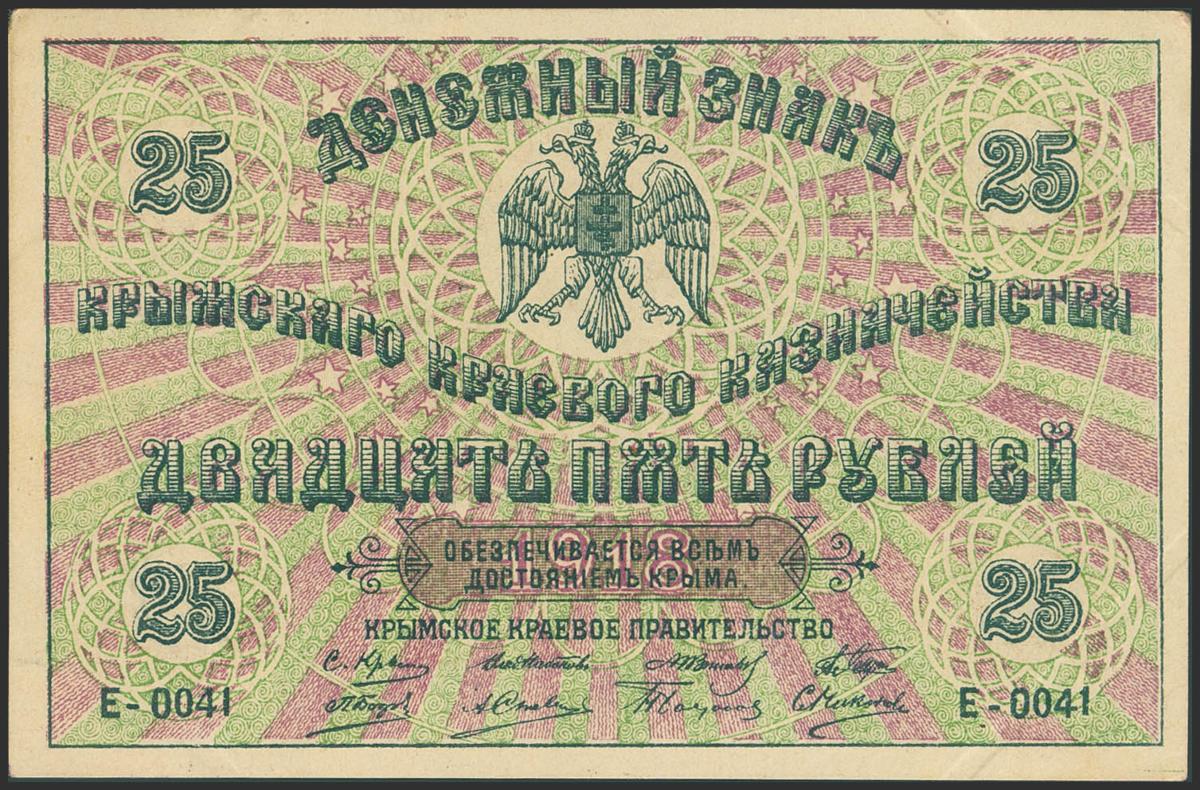 ДЕНЕЖНЫЙ ЗНАКЪ
25 25
КРЫМСКАГО КРАЕВОГО КАЗНАЧЕЙСТВА
ДВАДЦАТЬ ПЯТЬ РУБЛЕЙ
1918
ОБЕЗПЕЧИВАЕТСЯ ВСѢМЪ
ДОСТОЯНІЕМЪ КРЫМА.
25 25
КРЫМСКОЕ КРАЕВОЕ ПРАВИТЕЛЬСТВО
Е-0041 Е-0041